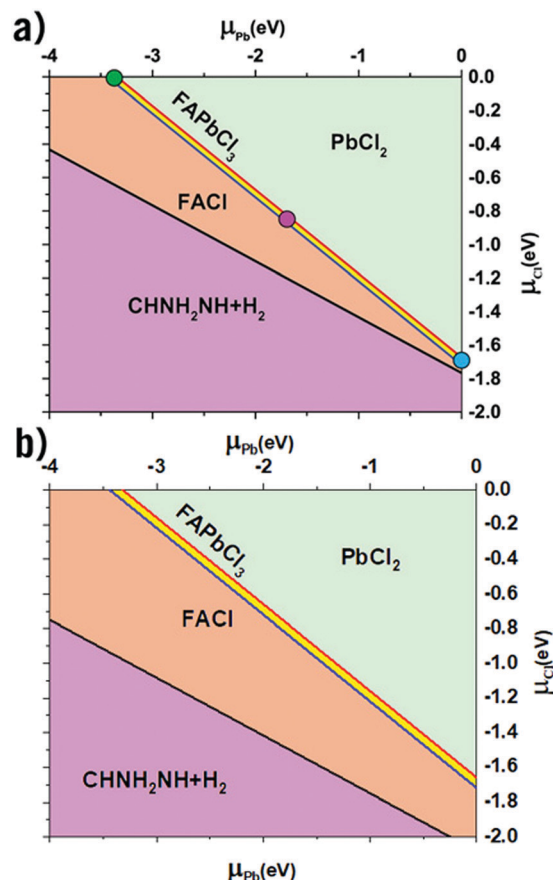 a)
μPb(eV)
-4 -3 -2 -1 0
0.0
-0.2
-0.4
-0.6
-0.8
-1.0
-1.2
-1.4
-1.6
-1.8
-2.0
μCl(eV)
FAPbCl3
PbCl2
FACl
CHNH2NH+H2
b)
μPb(eV)
-4 -3 -2 -1 0
0.0
-0.2
-0.4
-0.6
-0.8
-1.0
-1.2
-1.4
-1.6
-1.8
-2.0
μCl(eV)
FAPbCl3
PbCl2
FACl
CHNH2NH+H2
μPb(eV)